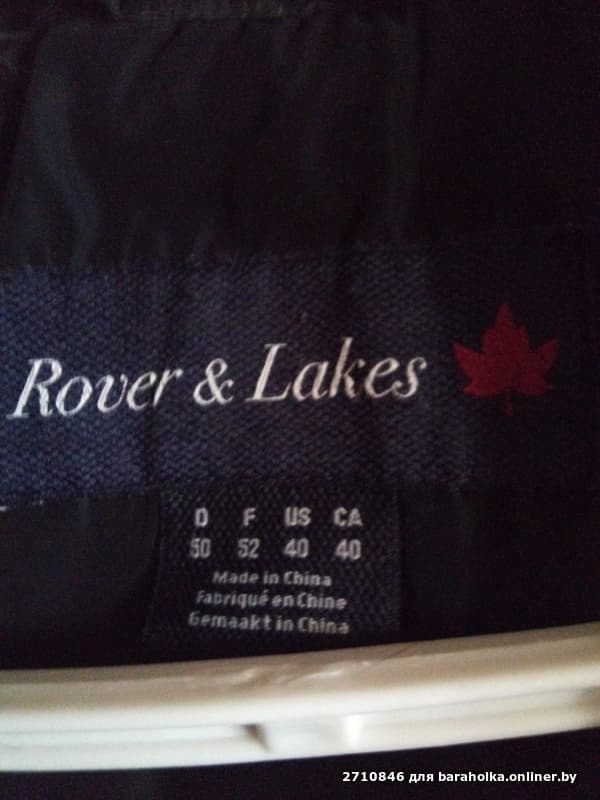 Rover & Lakes
D F US CA
50 52 40 40
Made in China
Fabriqué en Chine
Gemaakt in China
2710846 для baraholka.onliner.by